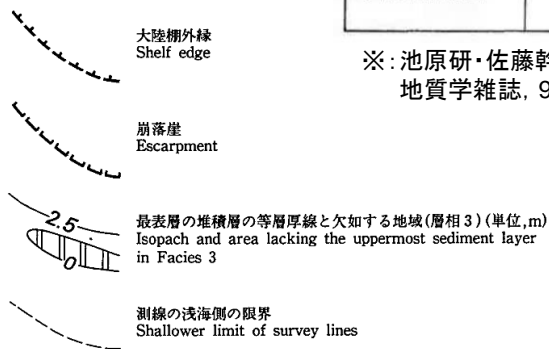 大陸棚外縁
Shelf edge
※：池原研・佐藤幹
地質学雑誌, 9
崩落崖
Escarpment
2.5
0
最表層の堆積層の等層厚線と欠如する地域(層相3)(単位,m)
Isopach and area lacking the uppermost sediment layer
in Facies 3
測線の浅海側の限界
Shallower limit of survey lines